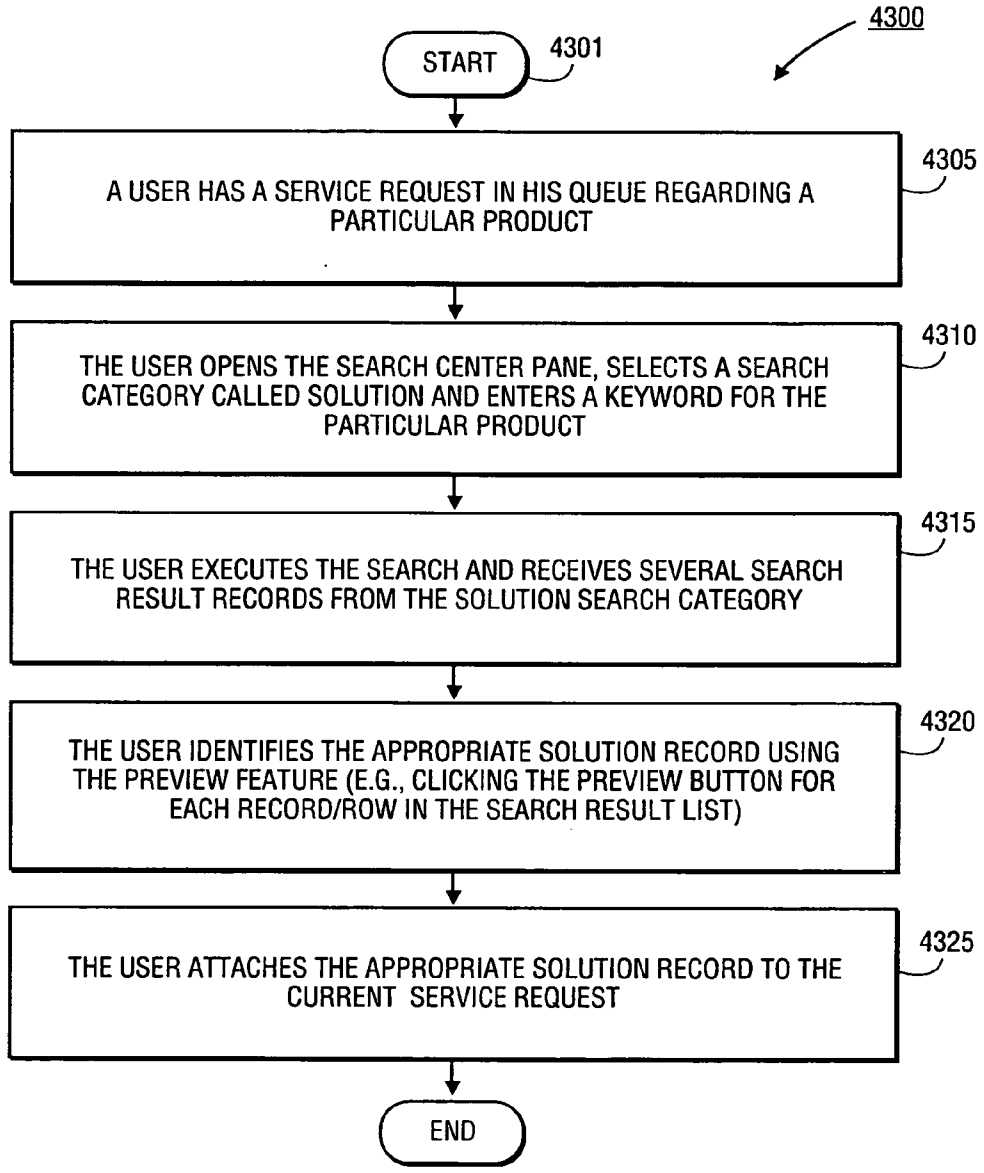 4300
START
4301
4305
A USER HAS A SERVICE REQUEST IN HIS QUEUE REGARDING A
PARTICULAR PRODUCT
4310
THE USER OPENS THE SEARCH CENTER PANE, SELECTS A SEARCH
CATEGORY CALLED SOLUTION AND ENTERS A KEYWORD FOR THE
PARTICULAR PRODUCT
4315
THE USER EXECUTES THE SEARCH AND RECEIVES SEVERAL SEARCH
RESULT RECORDS FROM THE SOLUTION SEARCH CATEGORY
4320
THE USER IDENTIFIES THE APPROPRIATE SOLUTION RECORD USING
THE PREVIEW FEATURE (E.G., CLICKING THE PREVIEW BUTTON FOR
EACH RECORD/ROW IN THE SEARCH RESULT LIST)
4325
THE USER ATTACHES THE APPROPRIATE SOLUTION RECORD TO THE
CURRENT SERVICE REQUEST
END